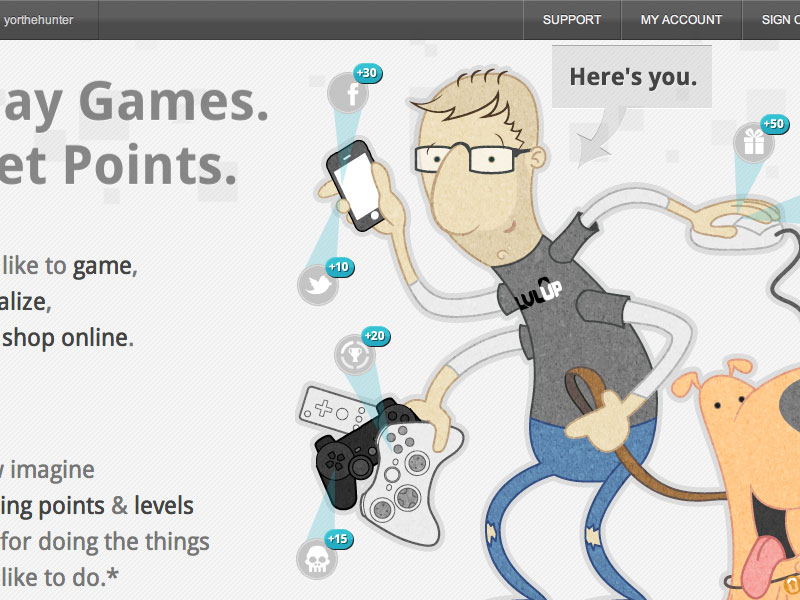 yorthehunter
SUPPORT
MY ACCOUNT
SIGN
Here's you.
ay Games.
et Points.
+30
+50
+10
+20
+15
LVLUP
like to game,
alize,
shop online.
imagine
ing points & levels
for doing the things
like to do.*